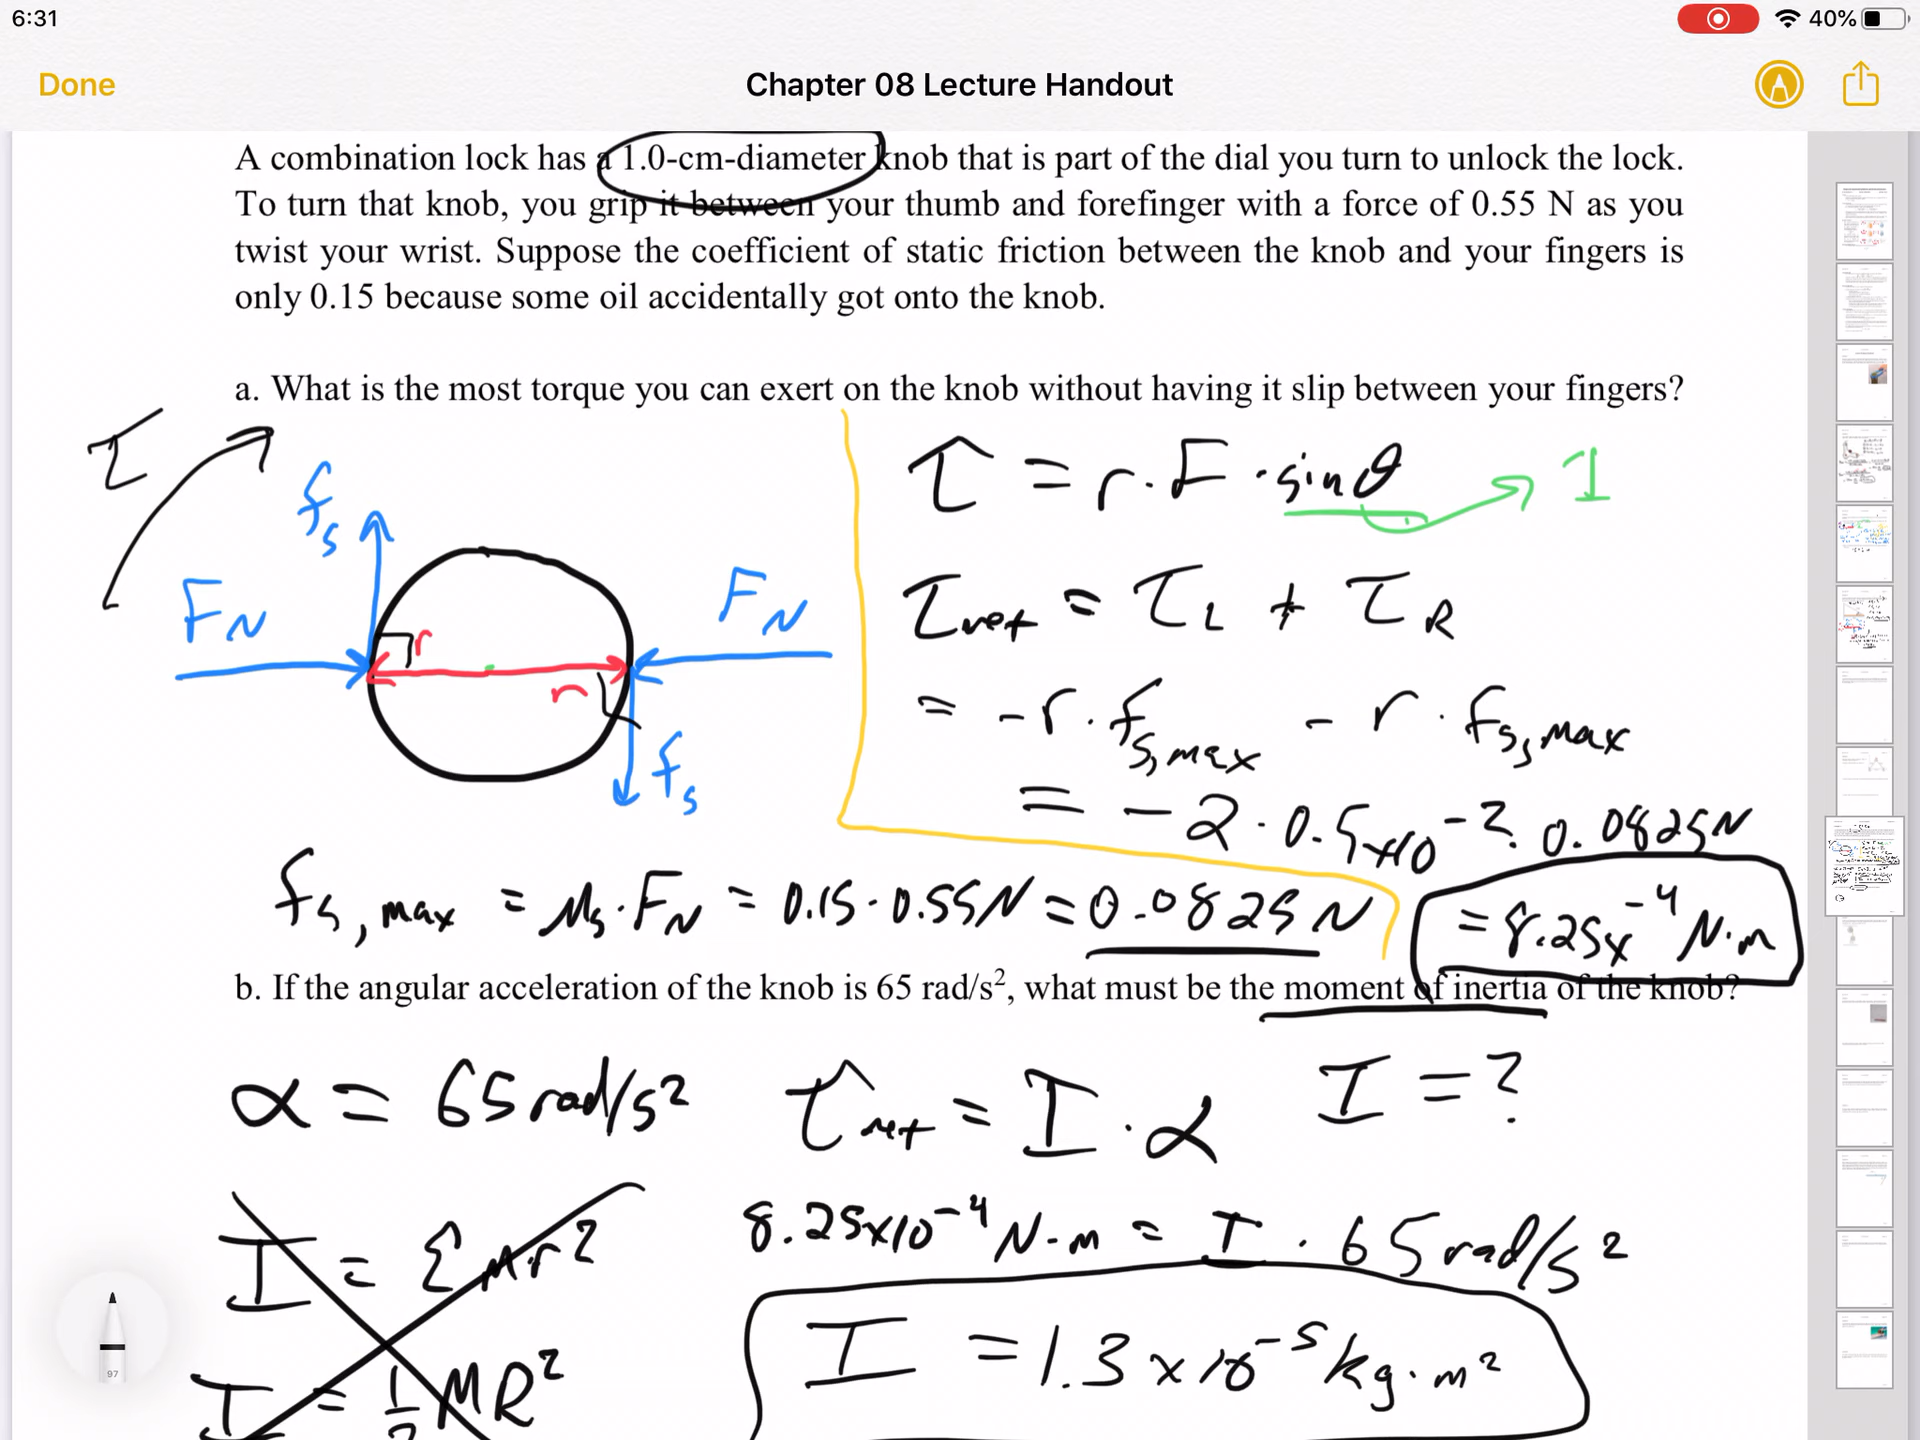 6:31
40%
Done
Chapter 08 Lecture Handout
A combination lock has a 1.0-cm-diameter knob that is part of the dial you turn to unlock the lock.
To turn that knob, you grip it between your thumb and forefinger with a force of 0.55 N as you
twist your wrist. Suppose the coefficient of static friction between the knob and your fingers is
only 0.15 because some oil accidentally got onto the knob.
a. What is the most torque you can exert on the knob without having it slip between your fingers?
τ
fs
FN
FN
r
r
fs
τ = r · F · sinθ → 1
τnet = τL + τR
= -r · fs,max - r · fs,max
= -2 · 0.5x10⁻² · 0.0825N
fs,max = μs · FN = 0.15 · 0.55N = 0.0825 N
= 8.25x⁻⁴ N·m
b. If the angular acceleration of the knob is 65 rad/s², what must be the moment of inertia of the knob?
α = 65 rad/s²
τnet = I · α
I = ?
I = Σmr²
8.25x10⁻⁴ N·m = I · 65 rad/s²
I = 1.3 x 10⁻⁵ kg·m²
I = ½ MR²
97